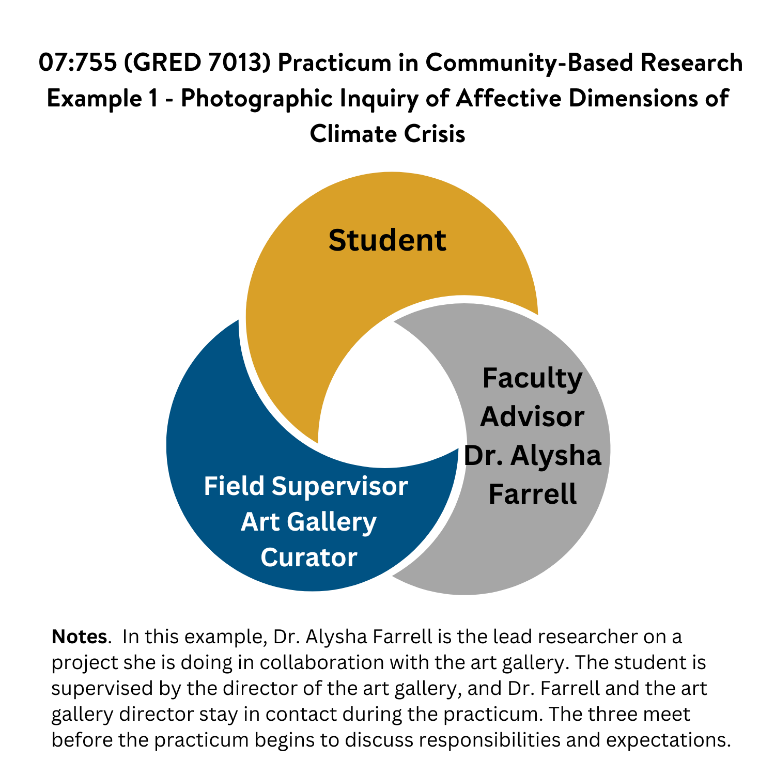 07:755 (GRED 7013) Practicum in Community-Based Research
Example 1 - Photographic Inquiry of Affective Dimensions of
Climate Crisis
Student
Faculty
Advisor
Dr. Alysha
Farrell
Field Supervisor
Art Gallery
Curator
Notes.  In this example, Dr. Alysha Farrell is the lead researcher on a
project she is doing in collaboration with the art gallery. The student is
supervised by the director of the art gallery, and Dr. Farrell and the art
gallery director stay in contact during the practicum. The three meet
before the practicum begins to discuss responsibilities and expectations.